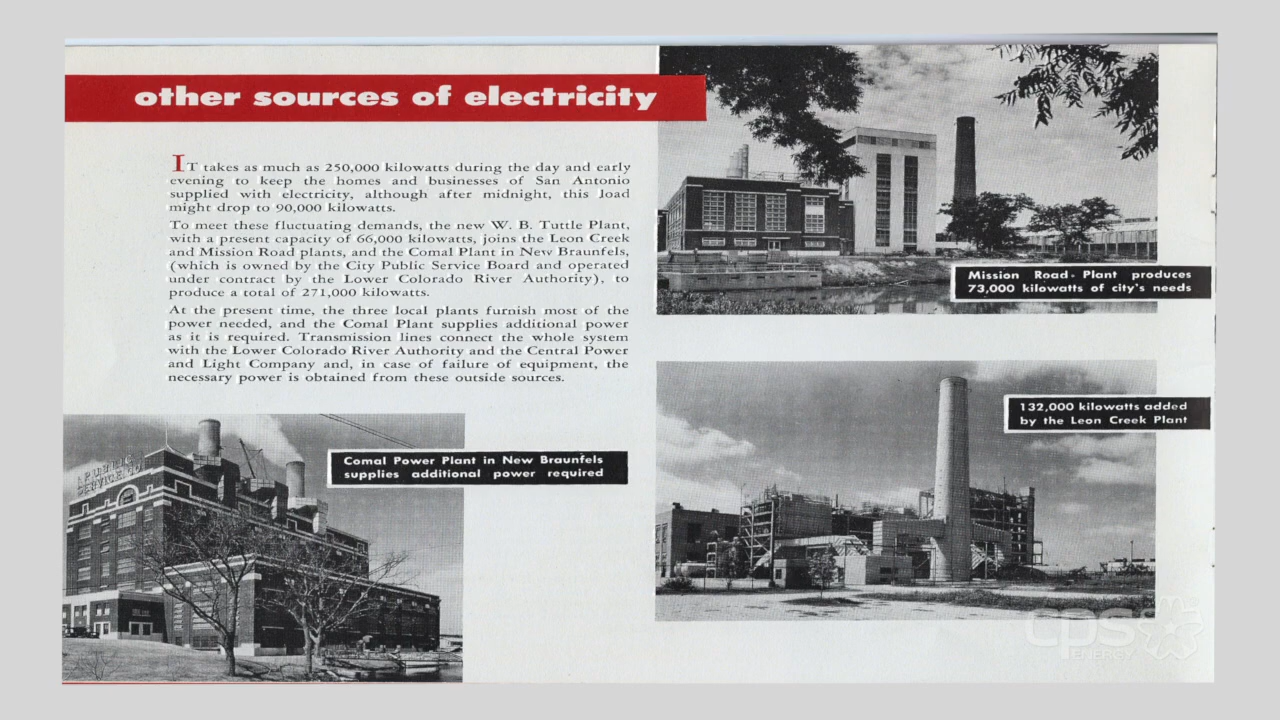 other sources of electricity
IT takes as much as 250,000 kilowatts during the day and early
evening to keep the homes and businesses of San Antonio
supplied with electricity, although after midnight, this load
might drop to 90,000 kilowatts.
To meet these fluctuating demands, the new W. B. Tuttle Plant,
with a present capacity of 66,000 kilowatts, joins the Leon Creek
and Mission Road plants, and the Comal Plant in New Braunfels,
(which is owned by the City Public Service Board and operated
under contract by the Lower Colorado River Authority), to
produce a total of 271,000 kilowatts.
At the present time, the three local plants furnish most of the
power needed, and the Comal Plant supplies additional power
as it is required. Transmission lines connect the whole system
with the Lower Colorado River Authority and the Central Power
and Light Company and, in case of failure of equipment, the
necessary power is obtained from these outside sources.
PUBLIC
SERVICE CO
Comal Power Plant in New Braunfels
supplies additional power required
Mission Road Plant produces
73,000 kilowatts of city's needs
132,000 kilowatts added
by the Leon Creek Plant
cps
ENERGY